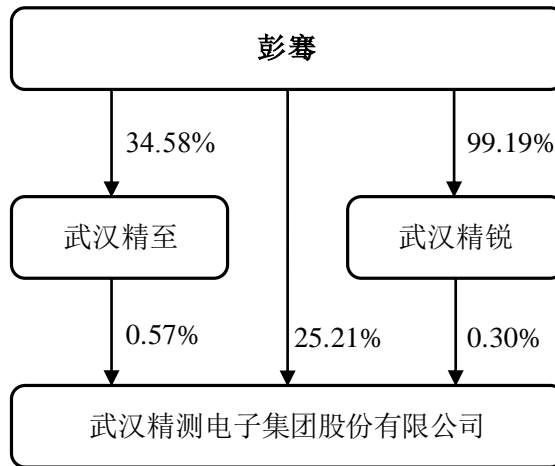 彭骞
34.58%
99.19%
武汉精至
武汉精锐
0.57%
25.21%
0.30%
武汉精测电子集团股份有限公司